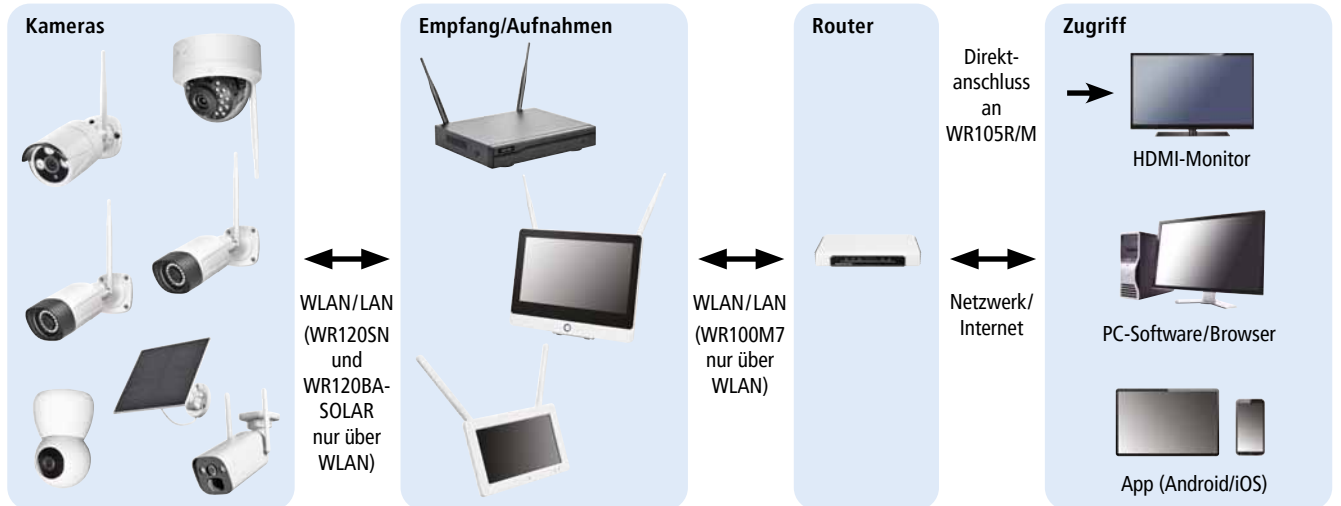 Kameras
WLAN/LAN
(WR120SN
und
WR120BA-
SOLAR
nur über
WLAN)
Empfang/Aufnahmen
WLAN/LAN
(WR100M7
nur über
WLAN)
Router
Direkt-
anschluss
an
WR105R/M
Netzwerk/
Internet
Zugriff
HDMI-Monitor
PC-Software/Browser
App (Android/iOS)